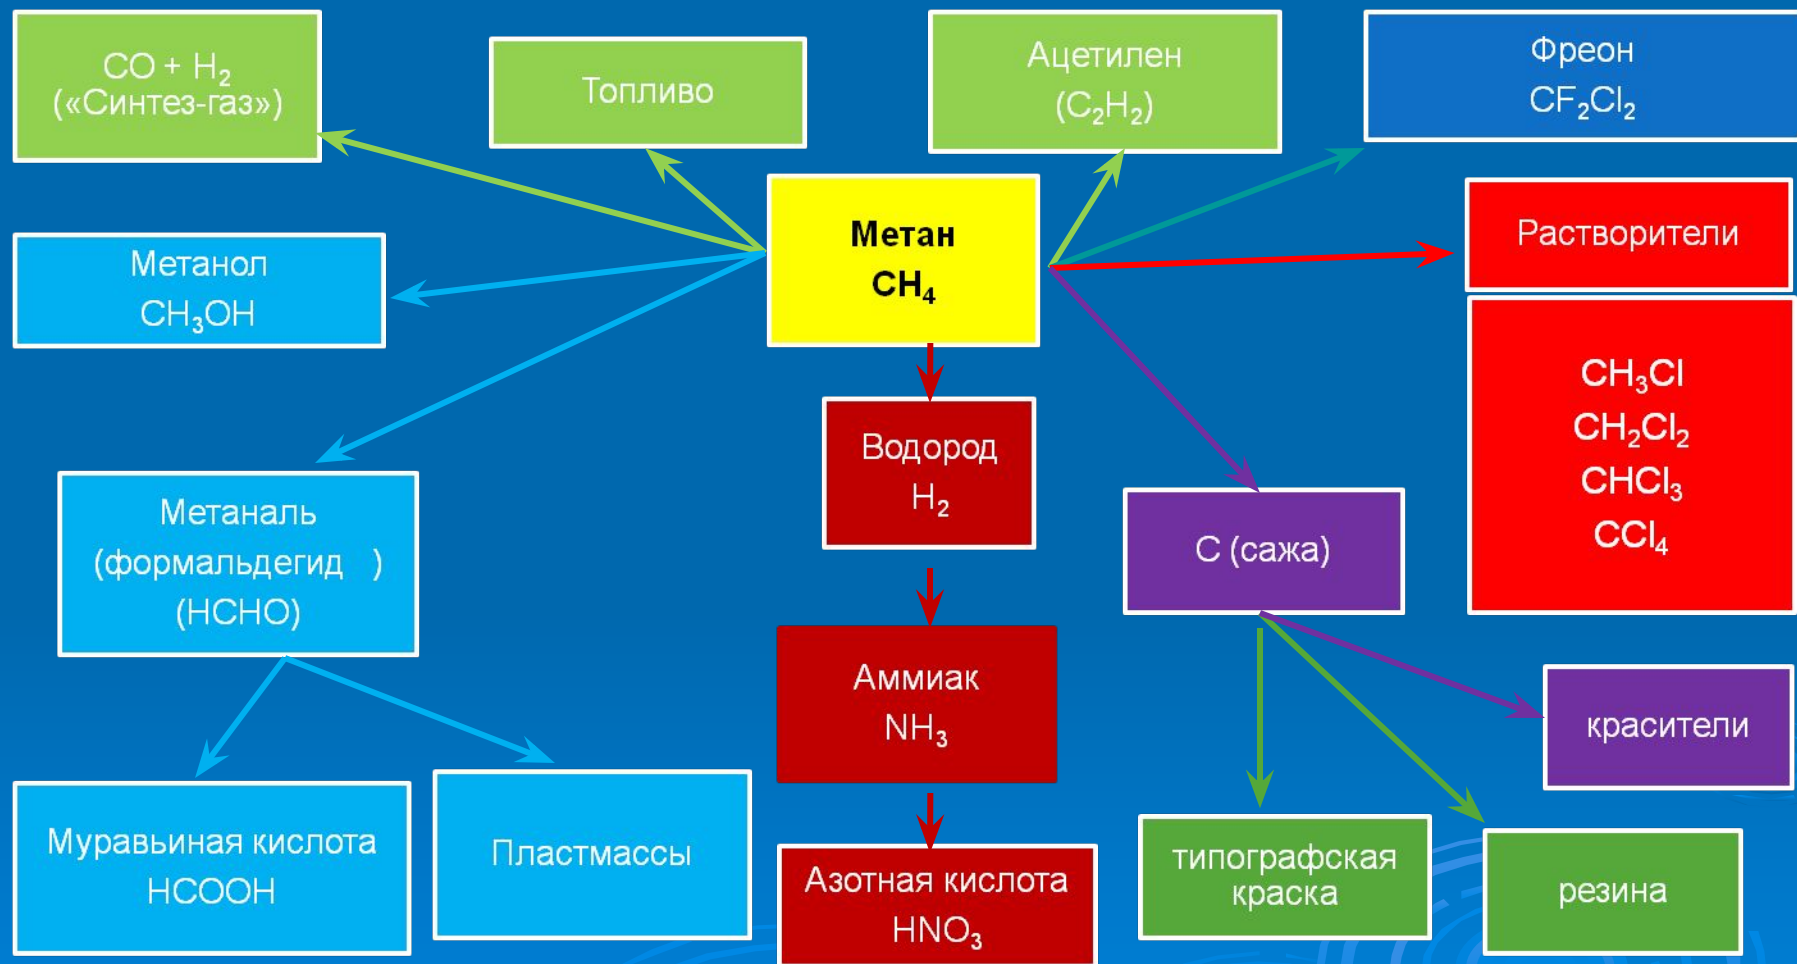 CO + H₂
(«Синтез-газ»)
Топливо
Ацетилен
(C₂H₂)
Фреон
CF₂Cl₂
Метан
CH₄
Растворители
Метанол
CH₃OH
CH₃Cl
CH₂Cl₂
CHCl₃
CCl₄
Водород
H₂
Метаналь
(формальдегид )
(HCHO)
С (сажа)
Аммиак
NH₃
красители
Муравьиная кислота
HCOOH
Пластмассы
Азотная кислота
HNO₃
типографская
краска
резина